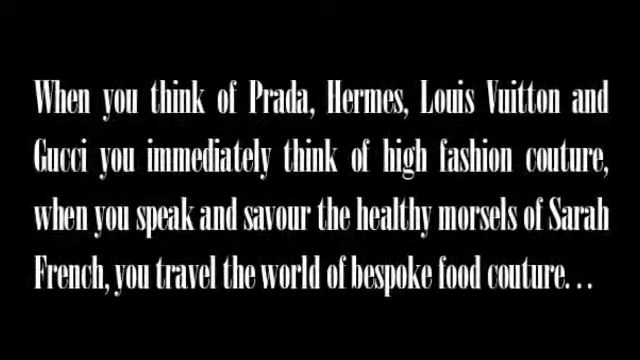 When you think of Prada, Hermes, Louis Vuitton and
Gucci you immediately think of high fashion couture,
when you speak and savour the healthy morsels of Sarah
French, you travel the world of bespoke food couture...